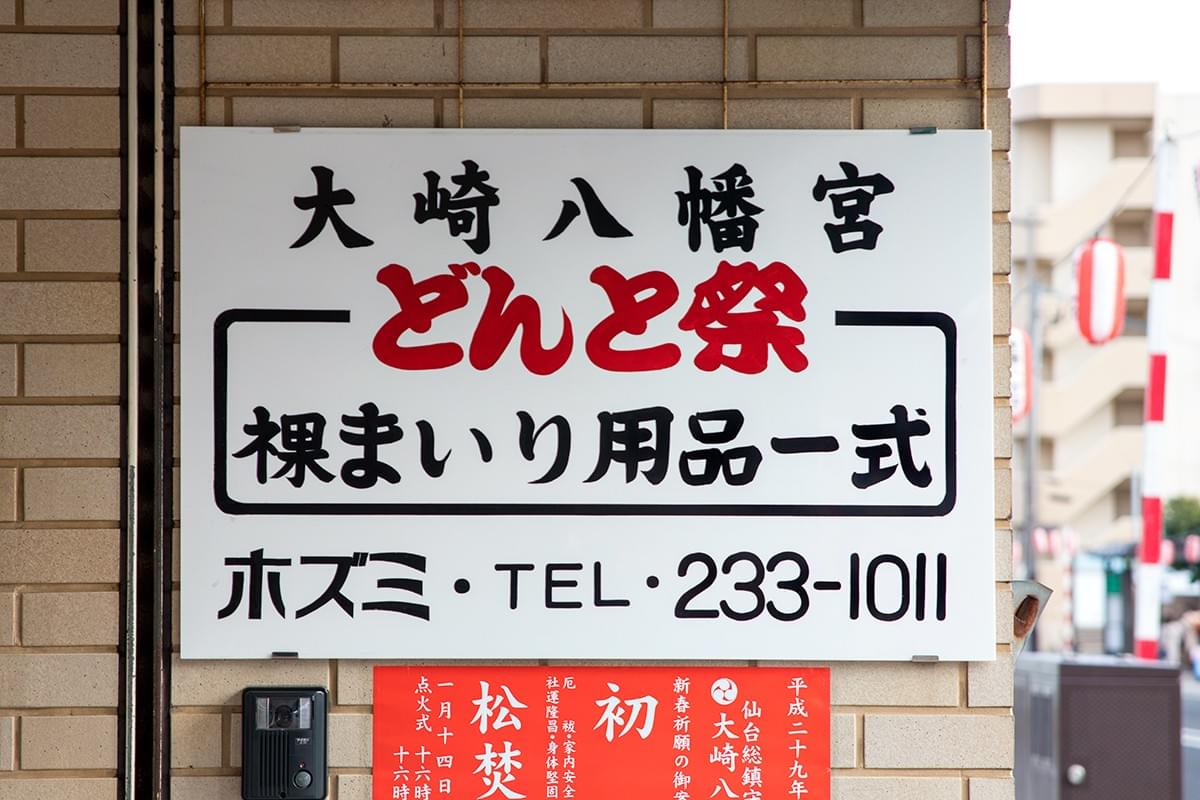 大崎八幡宮
どんと祭
裸まいり用品一式
ホズミ・TEL・233-1011
平成二十九年
仙台総鎮守
大崎八
新春祈願の御安
初
厄祓・家内安全
社運隆昌・身体堅固
松焚
一月十四日
点火式 十六時
十六時